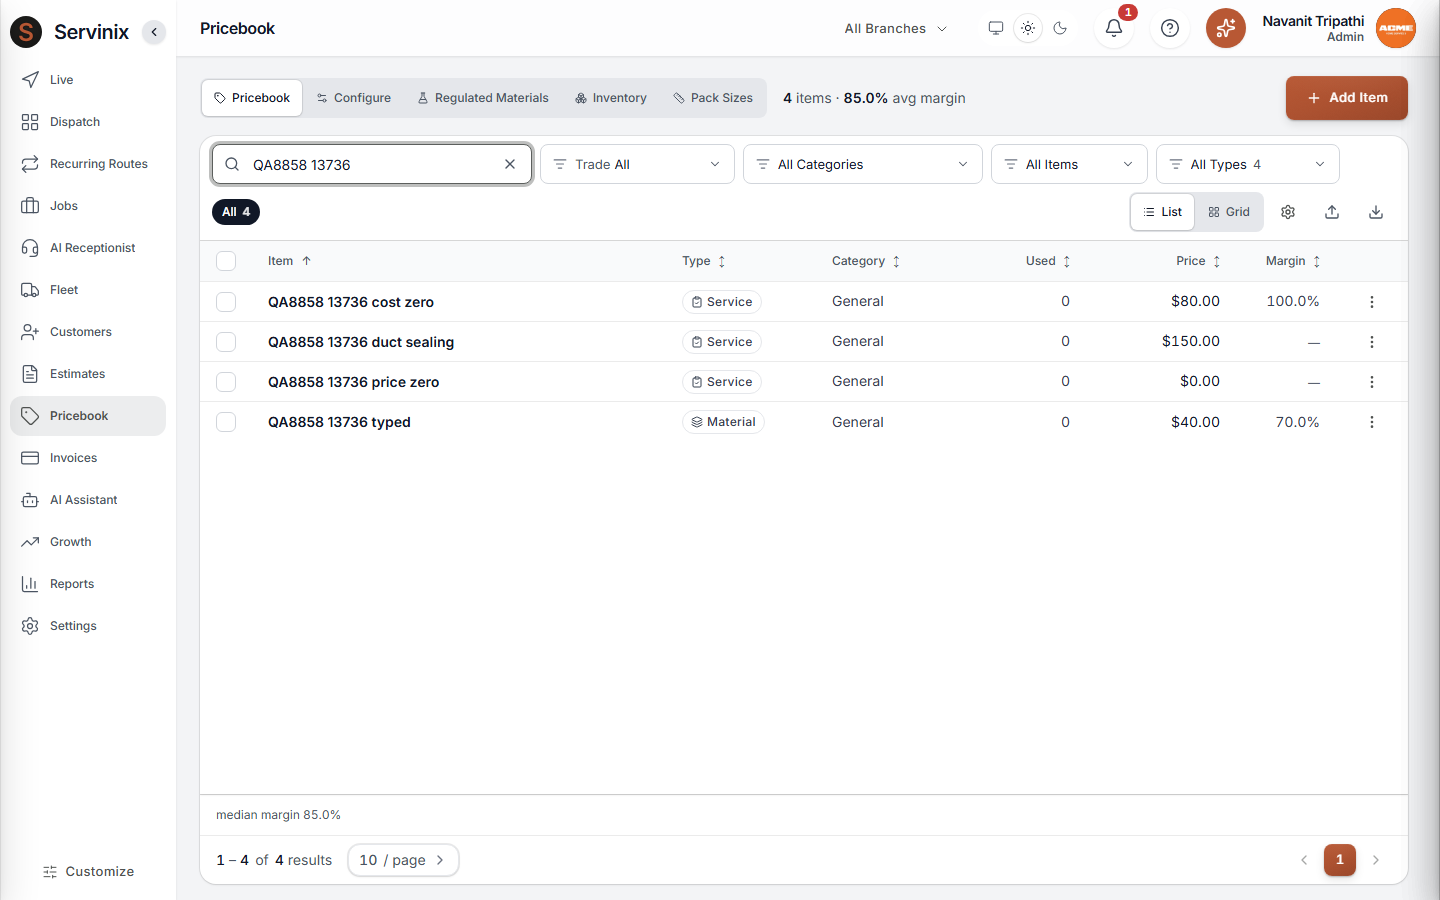 S Servinix
Live
Dispatch
Recurring Routes
Jobs
AI Receptionist
Fleet
Customers
Estimates
Pricebook
Invoices
AI Assistant
Growth
Reports
Settings
Customize
Pricebook
All Branches
1
Navanit Tripathi
Admin
ACME
Pricebook Configure Regulated Materials Inventory Pack Sizes 4 items · 85.0% avg margin
+ Add Item
QA8858 13736 Trade All All Categories All Items All Types 4
All 4 List Grid
Item Type Category Used Price Margin
QA8858 13736 cost zero Service General 0 $80.00 100.0%
QA8858 13736 duct sealing Service General 0 $150.00 —
QA8858 13736 price zero Service General 0 $0.00 —
QA8858 13736 typed Material General 0 $40.00 70.0%
median margin 85.0%
1 – 4 of 4 results 10 / page 1